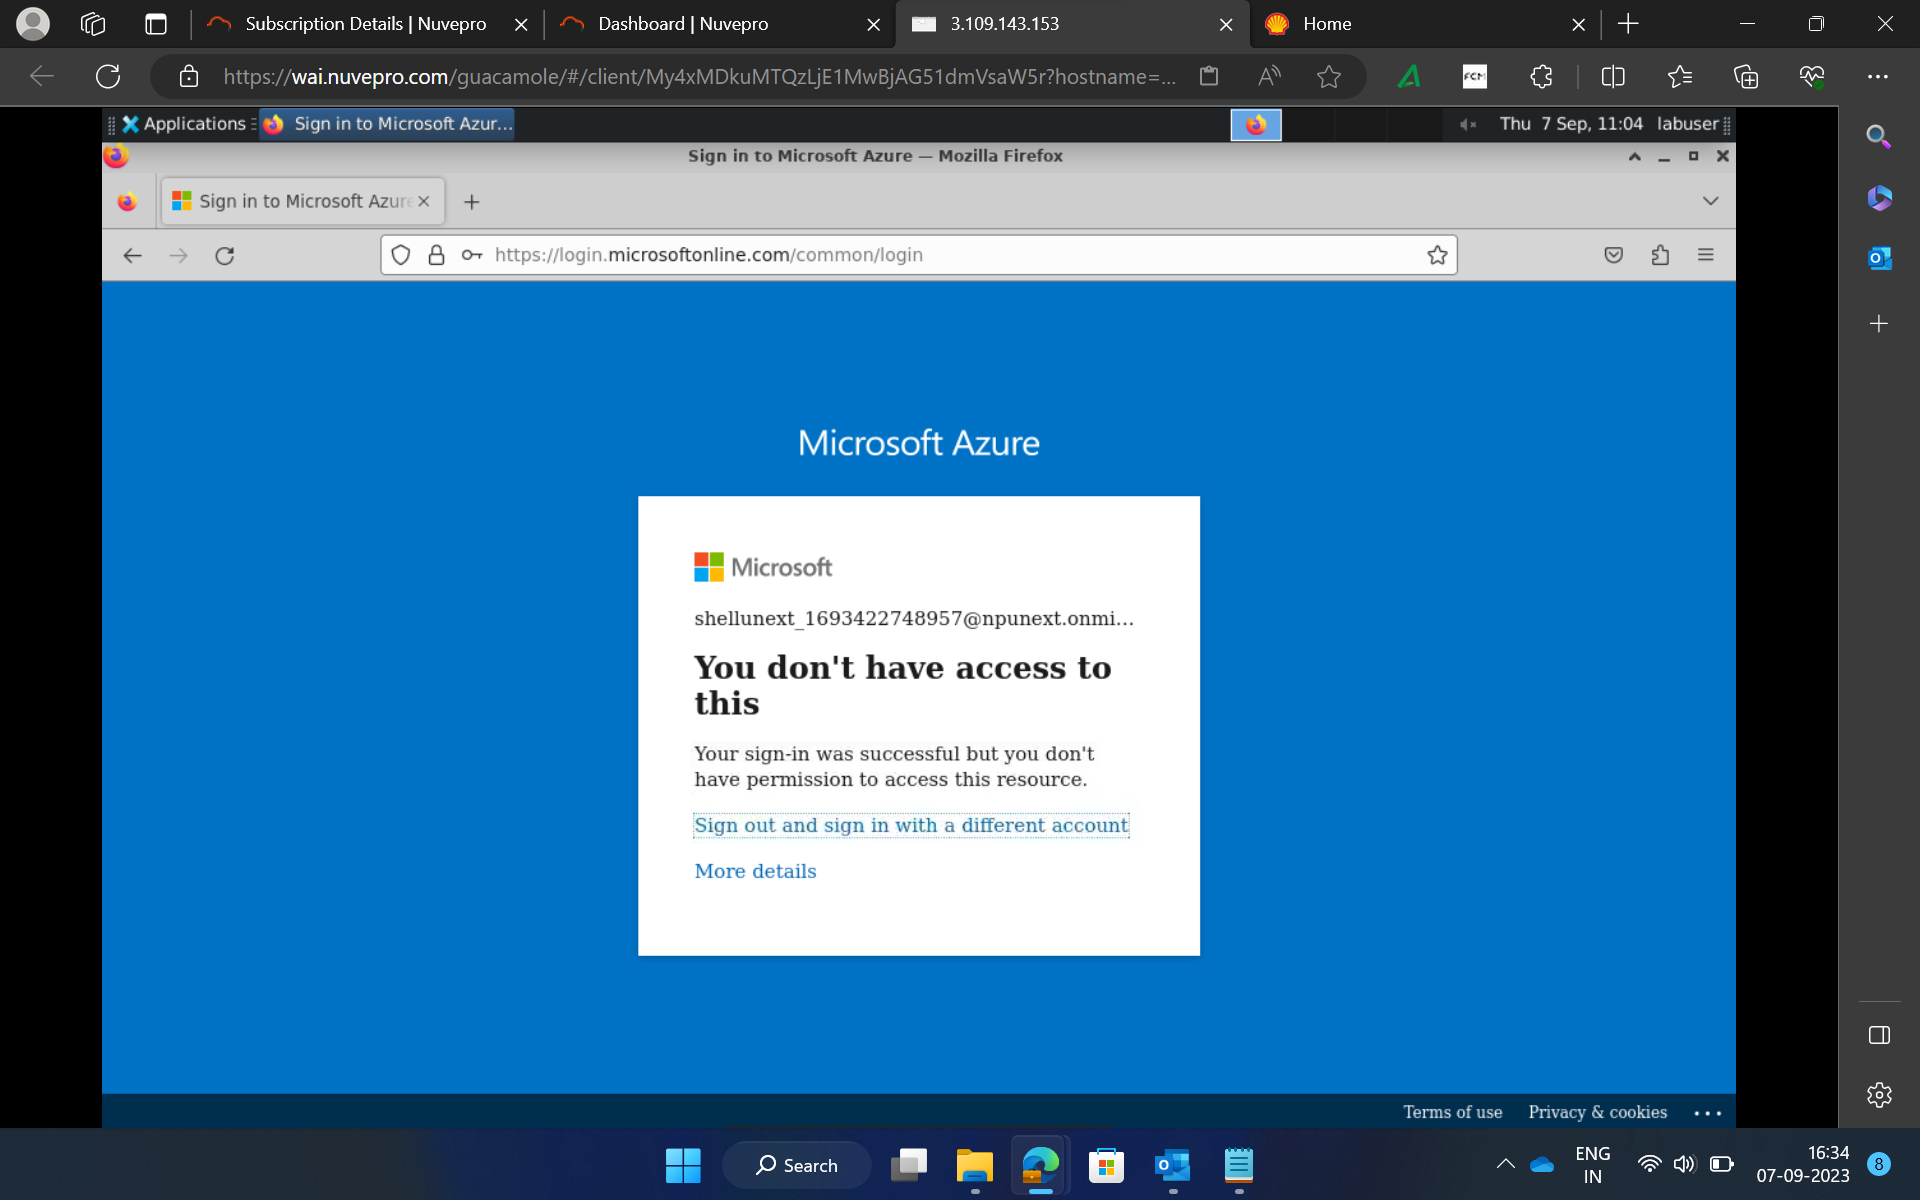 Subscription Details | Nuvepro
Dashboard | Nuvepro
3.109.143.153
Home
https://wai.nuvepro.com/guacamole/#/client/My4xMDkuMTQzLjE1MwBjAG51dmVsaW5r?hostname=...
FCM
Applications
Sign in to Microsoft Azur...
Thu 7 Sep, 11:04 labuser
Sign in to Microsoft Azure — Mozilla Firefox
Sign in to Microsoft Azure
https://login.microsoftonline.com/common/login
Microsoft Azure
Microsoft
shellunext_1693422748957@npunext.onmi...
You don't have access to
this
Your sign-in was successful but you don't
have permission to access this resource.
Sign out and sign in with a different account
More details
Terms of use Privacy & cookies ...
Search
ENG
IN
16:34
07-09-2023
8